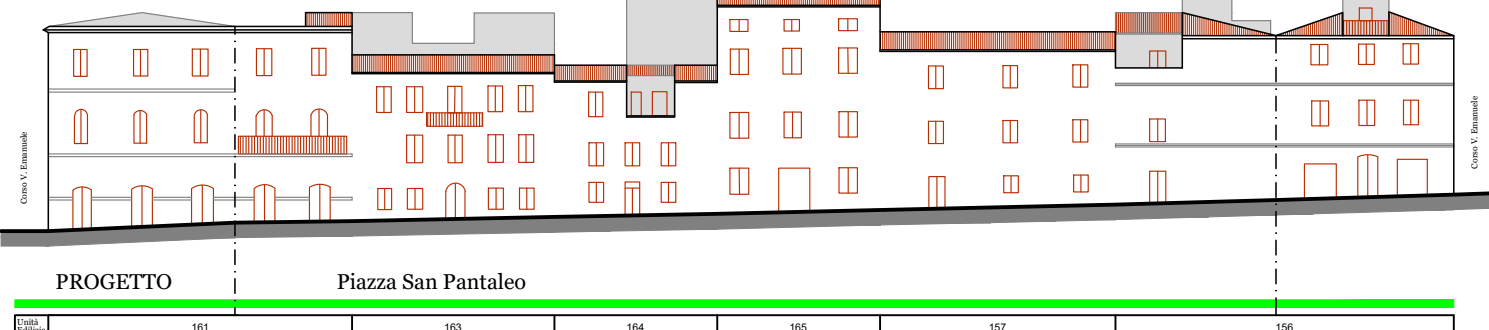 Corso V. Emanuele
Corso V. Emanuele
PROGETTO
Piazza San Pantaleo
Unità
161
163
164
165
157
156